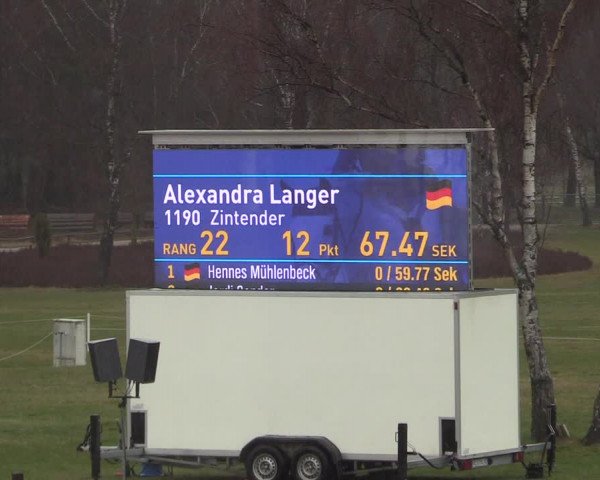 Alexandra Langer
1190 Zintender
RANG 22 12 Pkt 67.47 SEK
1 Hennes Mühlenbeck 0 / 59.77 Sek